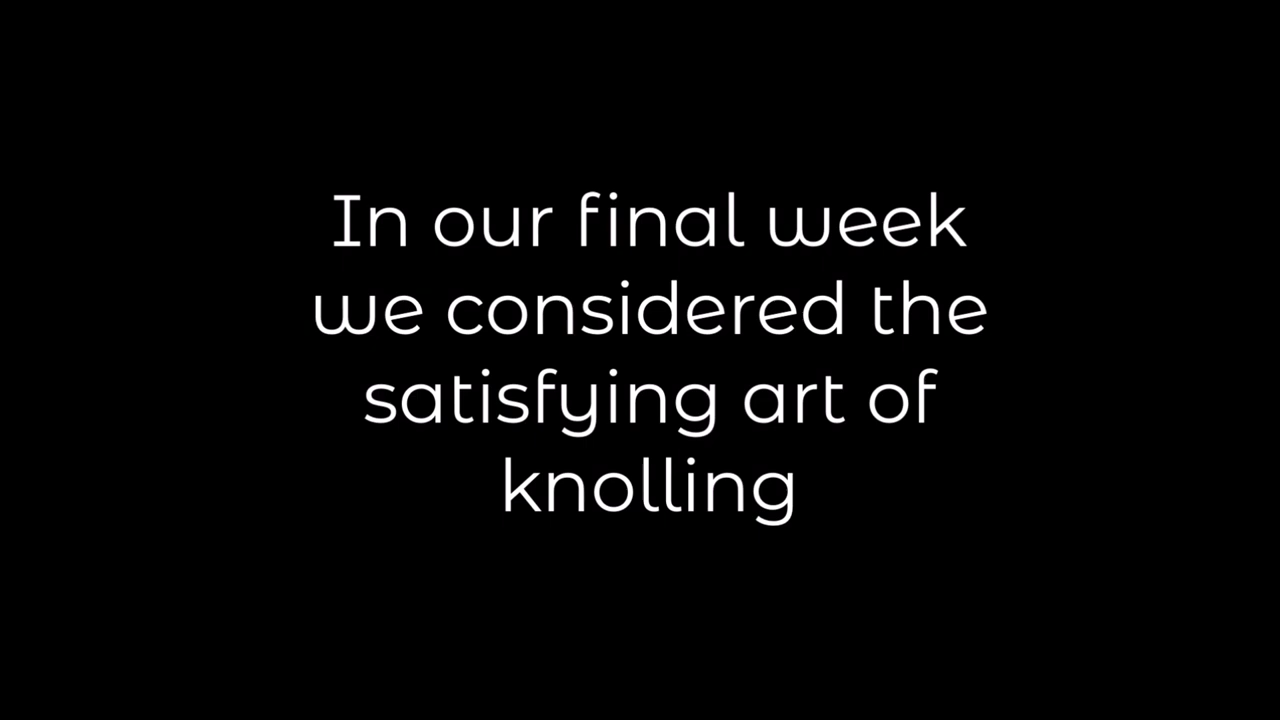 In our final week
we considered the
satisfying art of
knolling